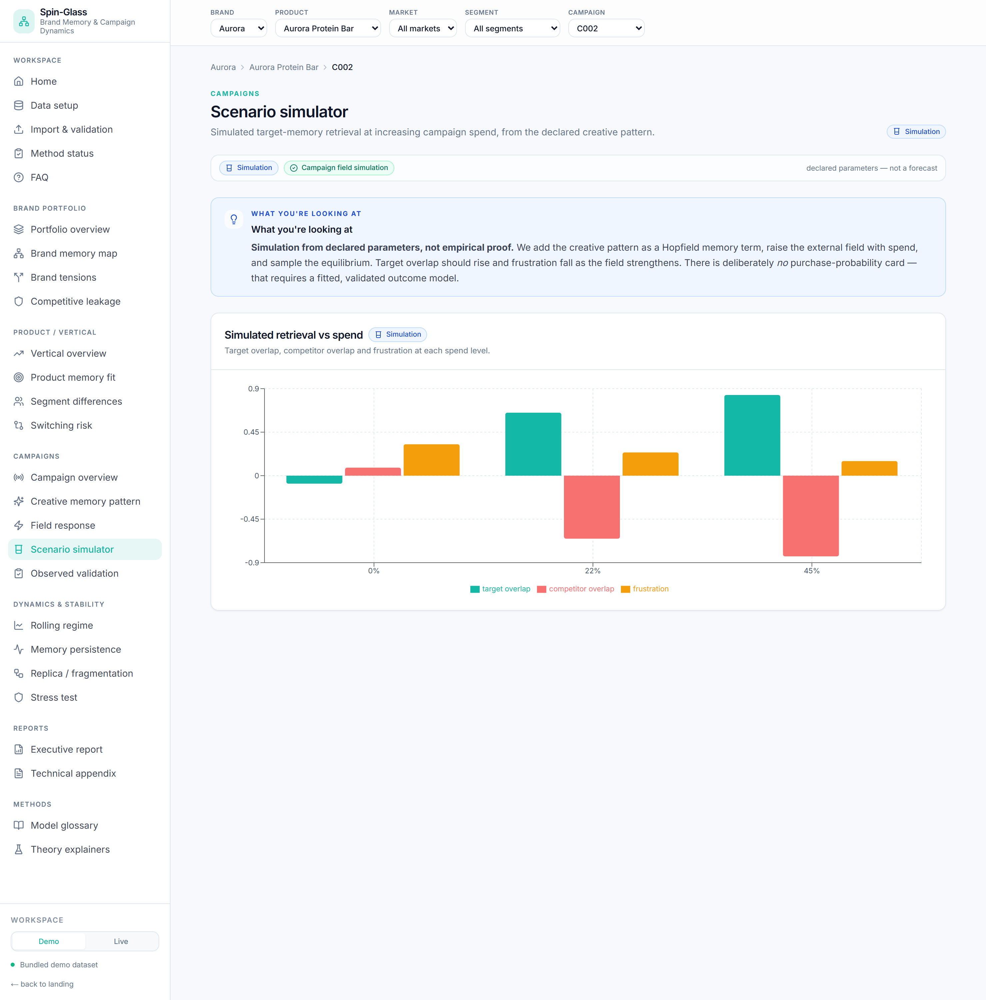 Spin-Glass
Brand Memory & Campaign
Dynamics
WORKSPACE
Home
Data setup
Import & validation
Method status
FAQ
BRAND PORTFOLIO
Portfolio overview
Brand memory map
Brand tensions
Competitive leakage
PRODUCT / VERTICAL
Vertical overview
Product memory fit
Segment differences
Switching risk
CAMPAIGNS
Campaign overview
Creative memory pattern
Field response
Scenario simulator
Observed validation
DYNAMICS & STABILITY
Rolling regime
Memory persistence
Replica / fragmentation
Stress test
REPORTS
Executive report
Technical appendix
METHODS
Model glossary
Theory explainers
WORKSPACE
Demo Live
Bundled demo dataset
← back to landing
BRAND PRODUCT MARKET SEGMENT CAMPAIGN
Aurora Aurora Protein Bar All markets All segments C002
Aurora > Aurora Protein Bar > C002
CAMPAIGNS
Scenario simulator
Simulated target-memory retrieval at increasing campaign spend, from the declared creative pattern.
Simulation
Simulation Campaign field simulation declared parameters — not a forecast
WHAT YOU'RE LOOKING AT
What you're looking at
Simulation from declared parameters, not empirical proof. We add the creative pattern as a Hopfield memory term, raise the external field with spend,
and sample the equilibrium. Target overlap should rise and frustration fall as the field strengthens. There is deliberately no purchase-probability card —
that requires a fitted, validated outcome model.
Simulated retrieval vs spend Simulation
Target overlap, competitor overlap and frustration at each spend level.
0.9
0.45
0
-0.45
-0.9
0% 22% 45%
target overlap competitor overlap frustration